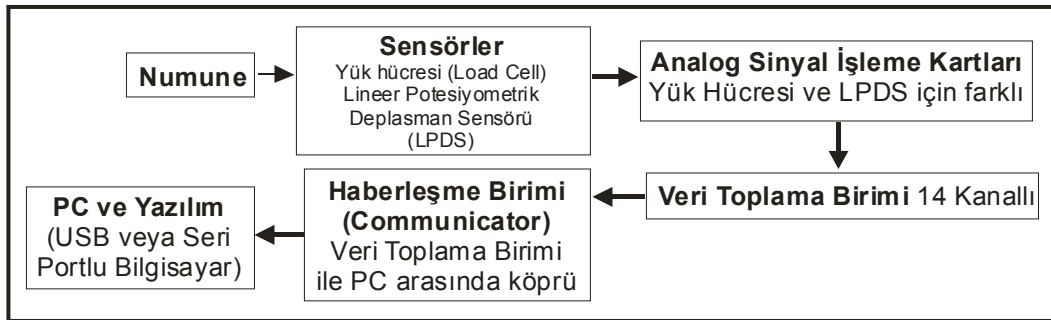 Numune
Sensörler
Yük hücresi (Load Cell)
Lineer Potesiyometrik
Deplasman Sensörü
(LPDS)
Analog Sinyal İşleme Kartları
Yük Hücresi ve LPDS için farklı
Veri Toplama Birimi 14 Kanallı
Haberleşme Birimi
(Communicator)
Veri Toplama Birimi
ile PC arasında köprü
PC ve Yazılım
(USB veya Seri
Portlu Bilgisayar)